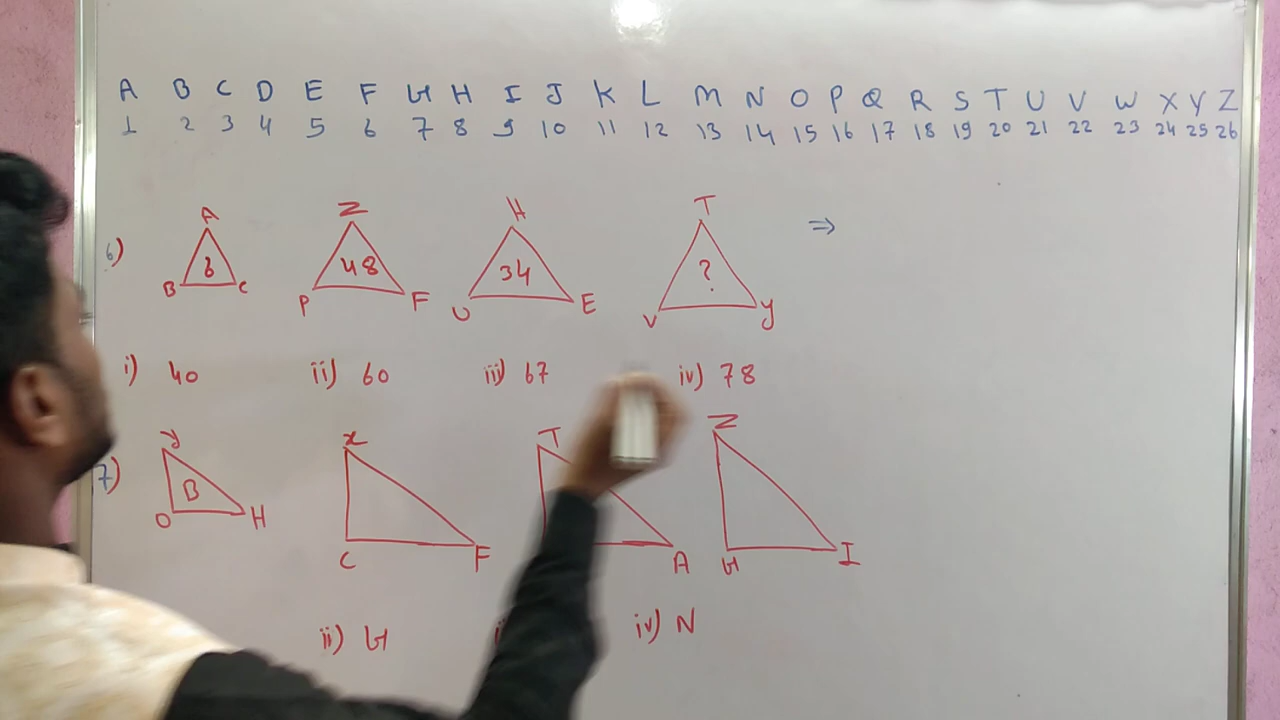 A B C D E F G H I J K L M N O P Q R S T U V W X Y Z
1 2 3 4 5 6 7 8 9 10 11 12 13 14 15 16 17 18 19 20 21 22 23 24 25 26
A Z H T
6) 6 48 34 ? ⇒
B C P F U E V Y
i) 40 ii) 60 iii) 67 iv) 78
Y X T Z
7) B
O H C F A G I
ii) G iv) N